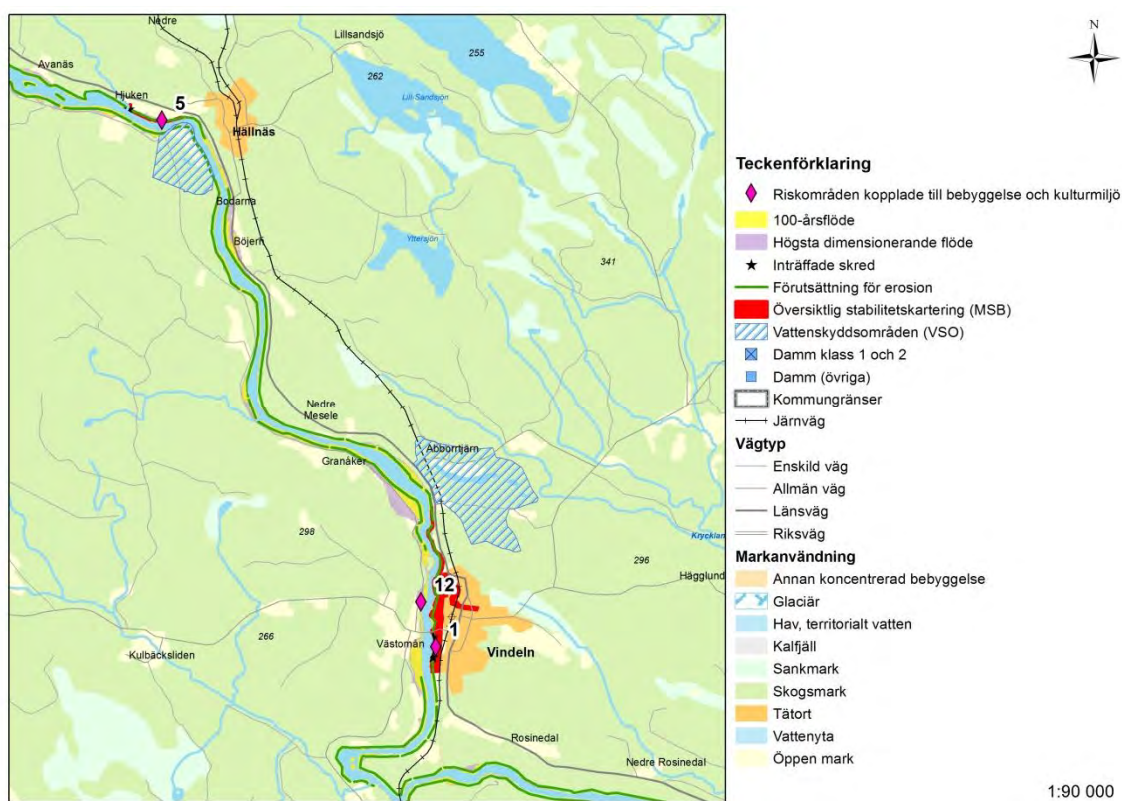 Nedre
Lillsandsjö
255
Avanäs
262
Hjuken
Lill-Sandsjön
5
Hällnäs
Bodarna
Böjern
Yttersjön
341
Nedre
Mesele
Abborrtjärn
Granåker
298
Krycklan
296
Hägglund
12
266
1
Västomån
Kulbäcksliden
Vindeln
Rosinedal
Nedre Rosinedal
N
Teckenförklaring
Riskområden kopplade till bebyggelse och kulturmiljö
100-årsflöde
Högsta dimensionerande flöde
Inträffade skred
Förutsättning för erosion
Översiktlig stabilitetskartering (MSB)
Vattenskyddsområden (VSO)
Damm klass 1 och 2
Damm (övriga)
Kommungränser
Järnväg
Vägtyp
Enskild väg
Allmän väg
Länsväg
Riksväg
Markanvändning
Annan koncentrerad bebyggelse
Glaciär
Hav, territorialt vatten
Kalfjäll
Sankmark
Skogsmark
Tätort
Vattenyta
Öppen mark
1:90 000